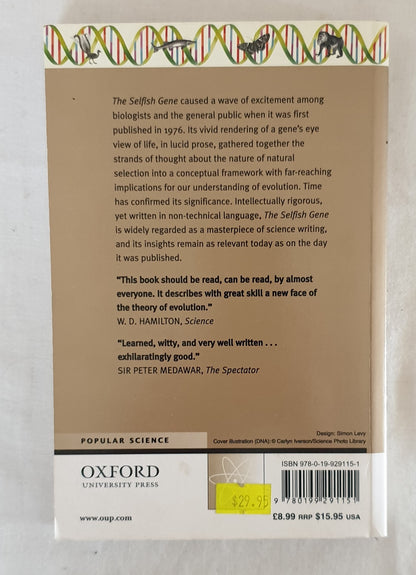 The Selfish Gene caused a wave of excitement among
biologists and the general public when it was first
published in 1976. Its vivid rendering of a gene's eye
view of life, in lucid prose, gathered together the
strands of thought about the nature of natural
selection into a conceptual framework with far-reaching
implications for our understanding of evolution. Time
has confirmed its significance. Intellectually rigorous,
yet written in non-technical language, The Selfish Gene
is widely regarded as a masterpiece of science writing,
and its insights remain as relevant today as on the day
it was published.
"This book should be read, can be read, by almost
everyone. It describes with great skill a new face of
the theory of evolution."
W. D. HAMILTON, Science
"Learned, witty, and very well written . . .
exhilaratingly good."
SIR PETER MEDAWAR, The Spectator
Design: Simon Levy
Cover illustration (DNA): © Carlyn Iverson/Science Photo Library
POPULAR SCIENCE
OXFORD
UNIVERSITY PRESS
www.oup.com
$29.95
ISBN 978-0-19-929115-1
9 780199 291151
£8.99 RRP $15.95 USA